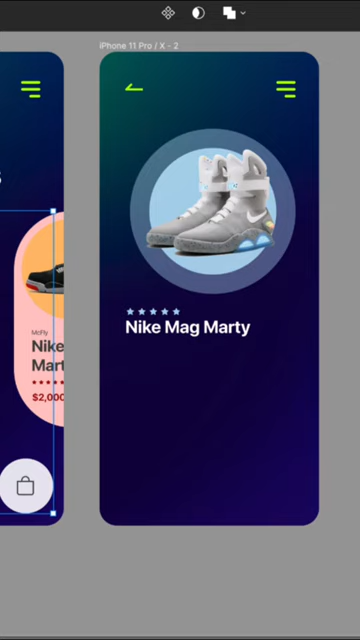 iPhone 11 Pro / X - 2
McFly
Nike
Mart
$2,000
Nike Mag Marty